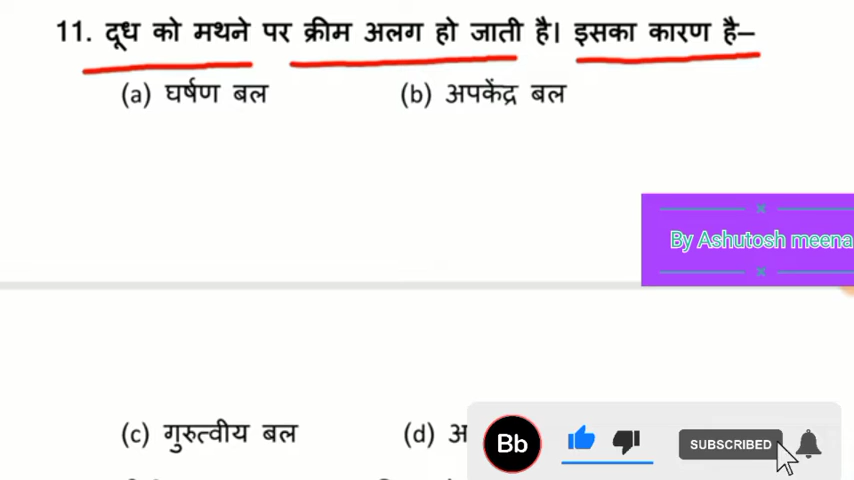 11. दूध को मथने पर क्रीम अलग हो जाती है। इसका कारण है–
(a) घर्षण बल (b) अपकेंद्र बल
By Ashutosh meena
(c) गुरुत्वीय बल (d)
Bb SUBSCRIBED